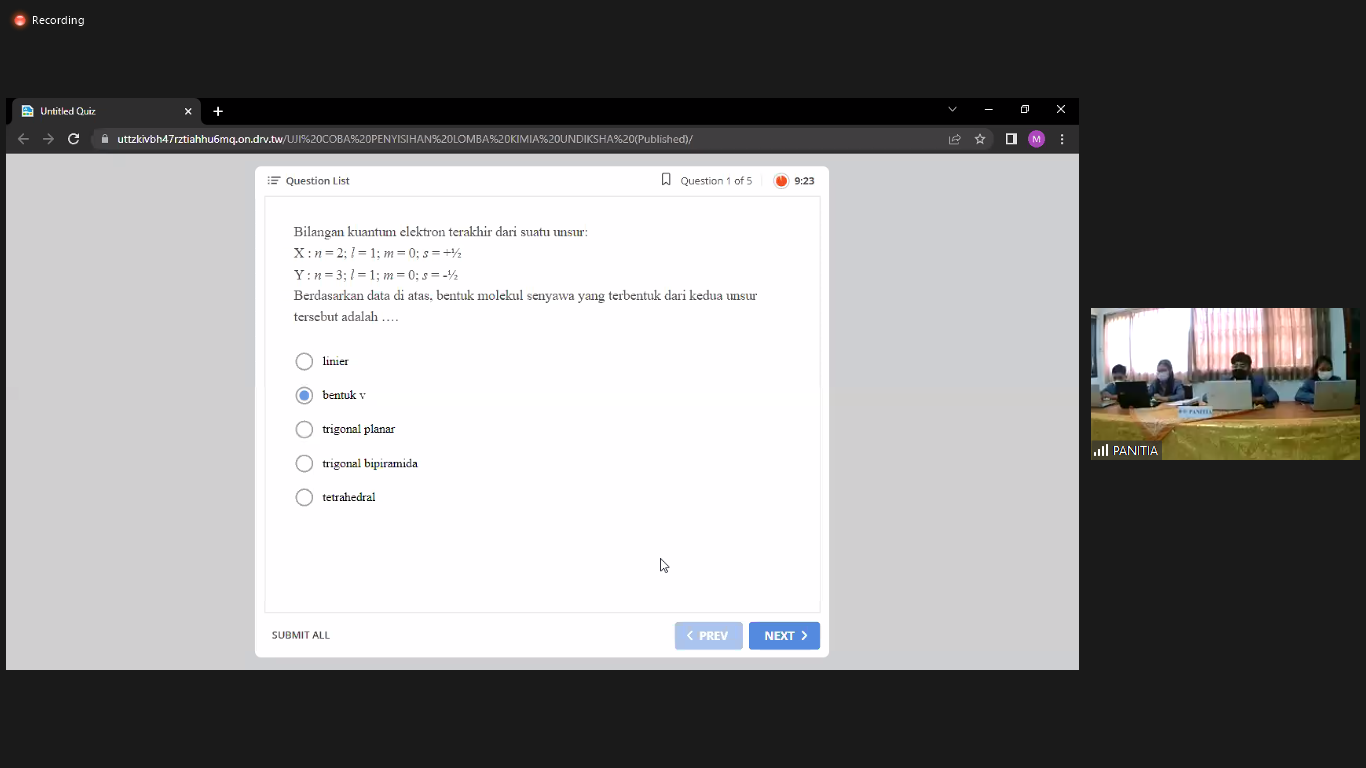 Recording
Untitled Quiz
uttzkivbh47rztiahhu6mq.on.drv.tw/UJI%20COBA%20PENYISIHAN%20LOMBA%20KIMIA%20UNDIKSHA%20(Published)/
M
Question List
Question 1 of 5
9:23
Bilangan kuantum elektron terakhir dari suatu unsur:
X : n = 2; l = 1; m = 0; s = +½
Y : n = 3; l = 1; m = 0; s = -½
Berdasarkan data di atas, bentuk molekul senyawa yang terbentuk dari kedua unsur
tersebut adalah ….
linier
bentuk v
trigonal planar
trigonal bipiramida
tetrahedral
SUBMIT ALL
PREV
NEXT
PANITIA
PANITIA